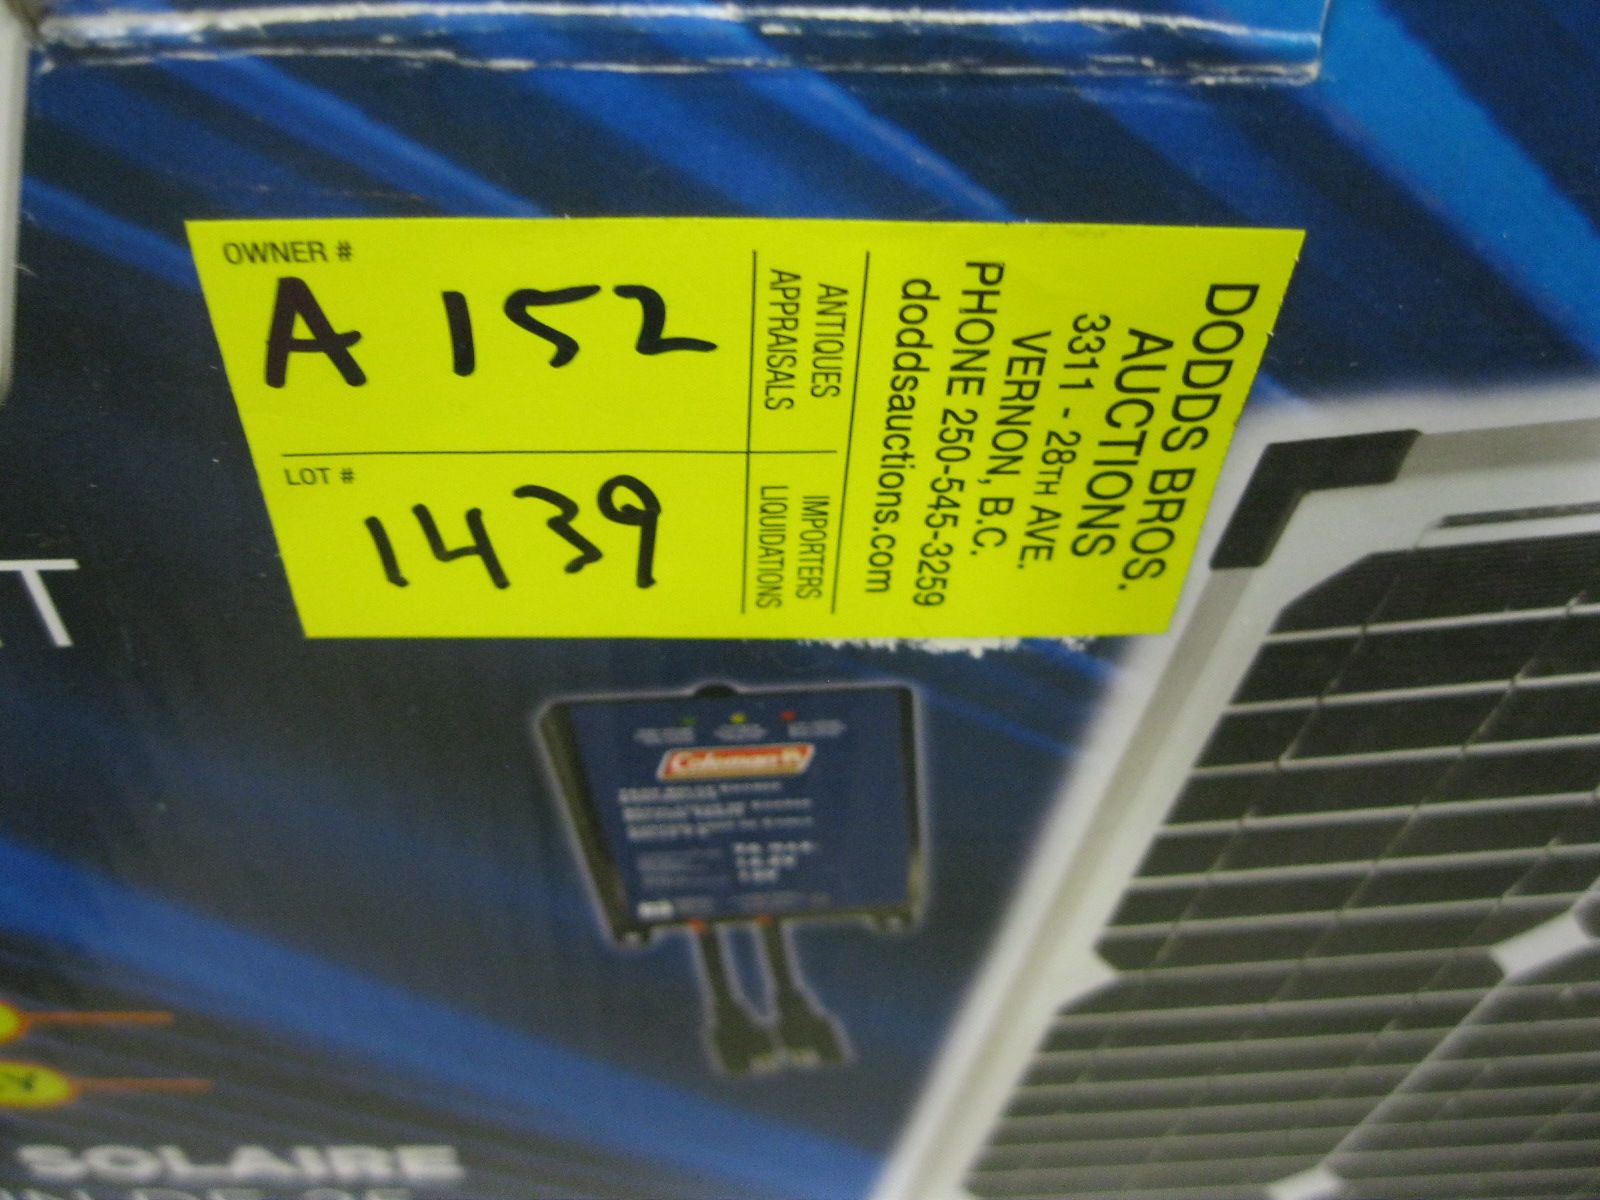 OWNER #
A 152
LOT #
1439
ANTIQUES
APPRAISALS
IMPORTERS
LIQUIDATIONS
DODDS BROS.
AUCTIONS
3311 - 28TH AVE.
VERNON, B.C.
PHONE 250-545-3259
doddsauctions.com
T
Coleman
SOLAIRE